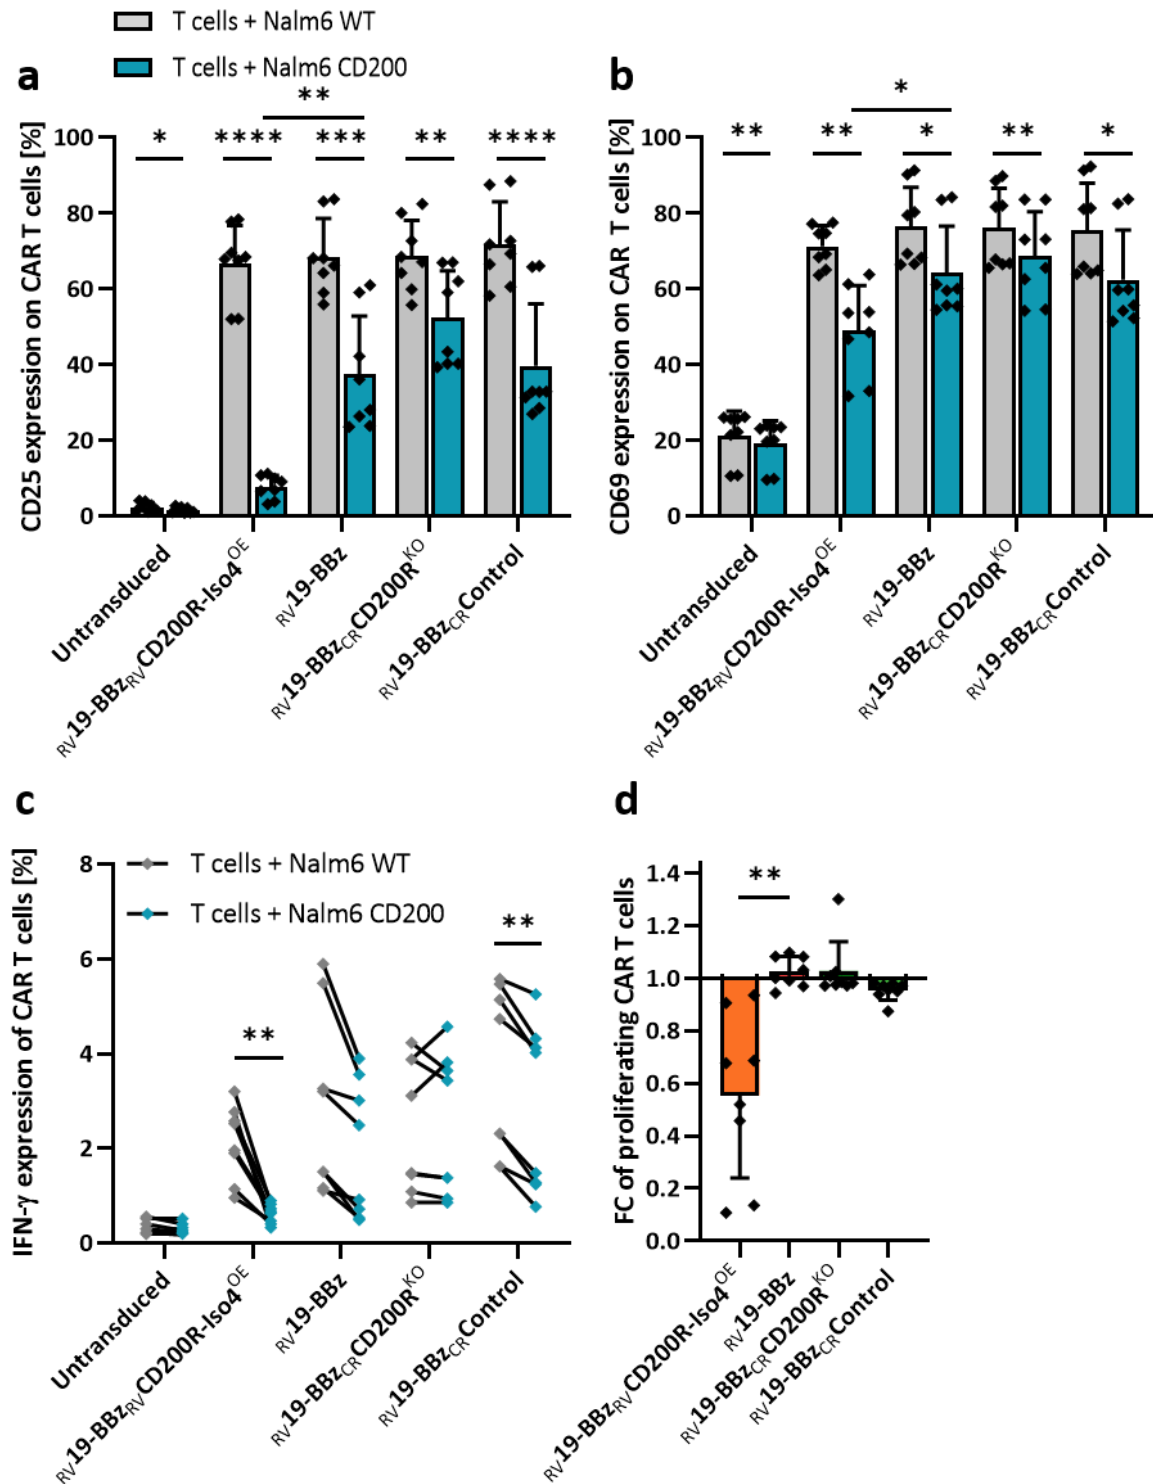 T cells + Nalm6 WT
T cells + Nalm6 CD200
a
b
CD25 expression on CAR T cells [%]
100
80
60
40
20
0
*
****
**
***
**
****
Untransduced
RV19-BBzRVCD200R-Iso4OE
RV19-BBz
RV19-BBzCRCD200RKO
RV19-BBzCRControl
CD69 expression on CAR T cells [%]
100
80
60
40
20
0
**
**
*
*
**
*
Untransduced
RV19-BBzRVCD200R-Iso4OE
RV19-BBz
RV19-BBzCRCD200RKO
RV19-BBzCRControl
c
T cells + Nalm6 WT
T cells + Nalm6 CD200
IFN-γ expression of CAR T cells [%]
8
6
4
2
0
**
**
Untransduced
RV19-BBzRVCD200R-Iso4OE
RV19-BBz
RV19-BBzCRCD200RKO
RV19-BBzCRControl
d
FC of proliferating CAR T cells
1.4
1.2
1.0
0.8
0.6
0.4
0.2
0.0
**
RV19-BBzRVCD200R-Iso4OE
RV19-BBz
RV19-BBzCRCD200RKO
RV19-BBzCRControl